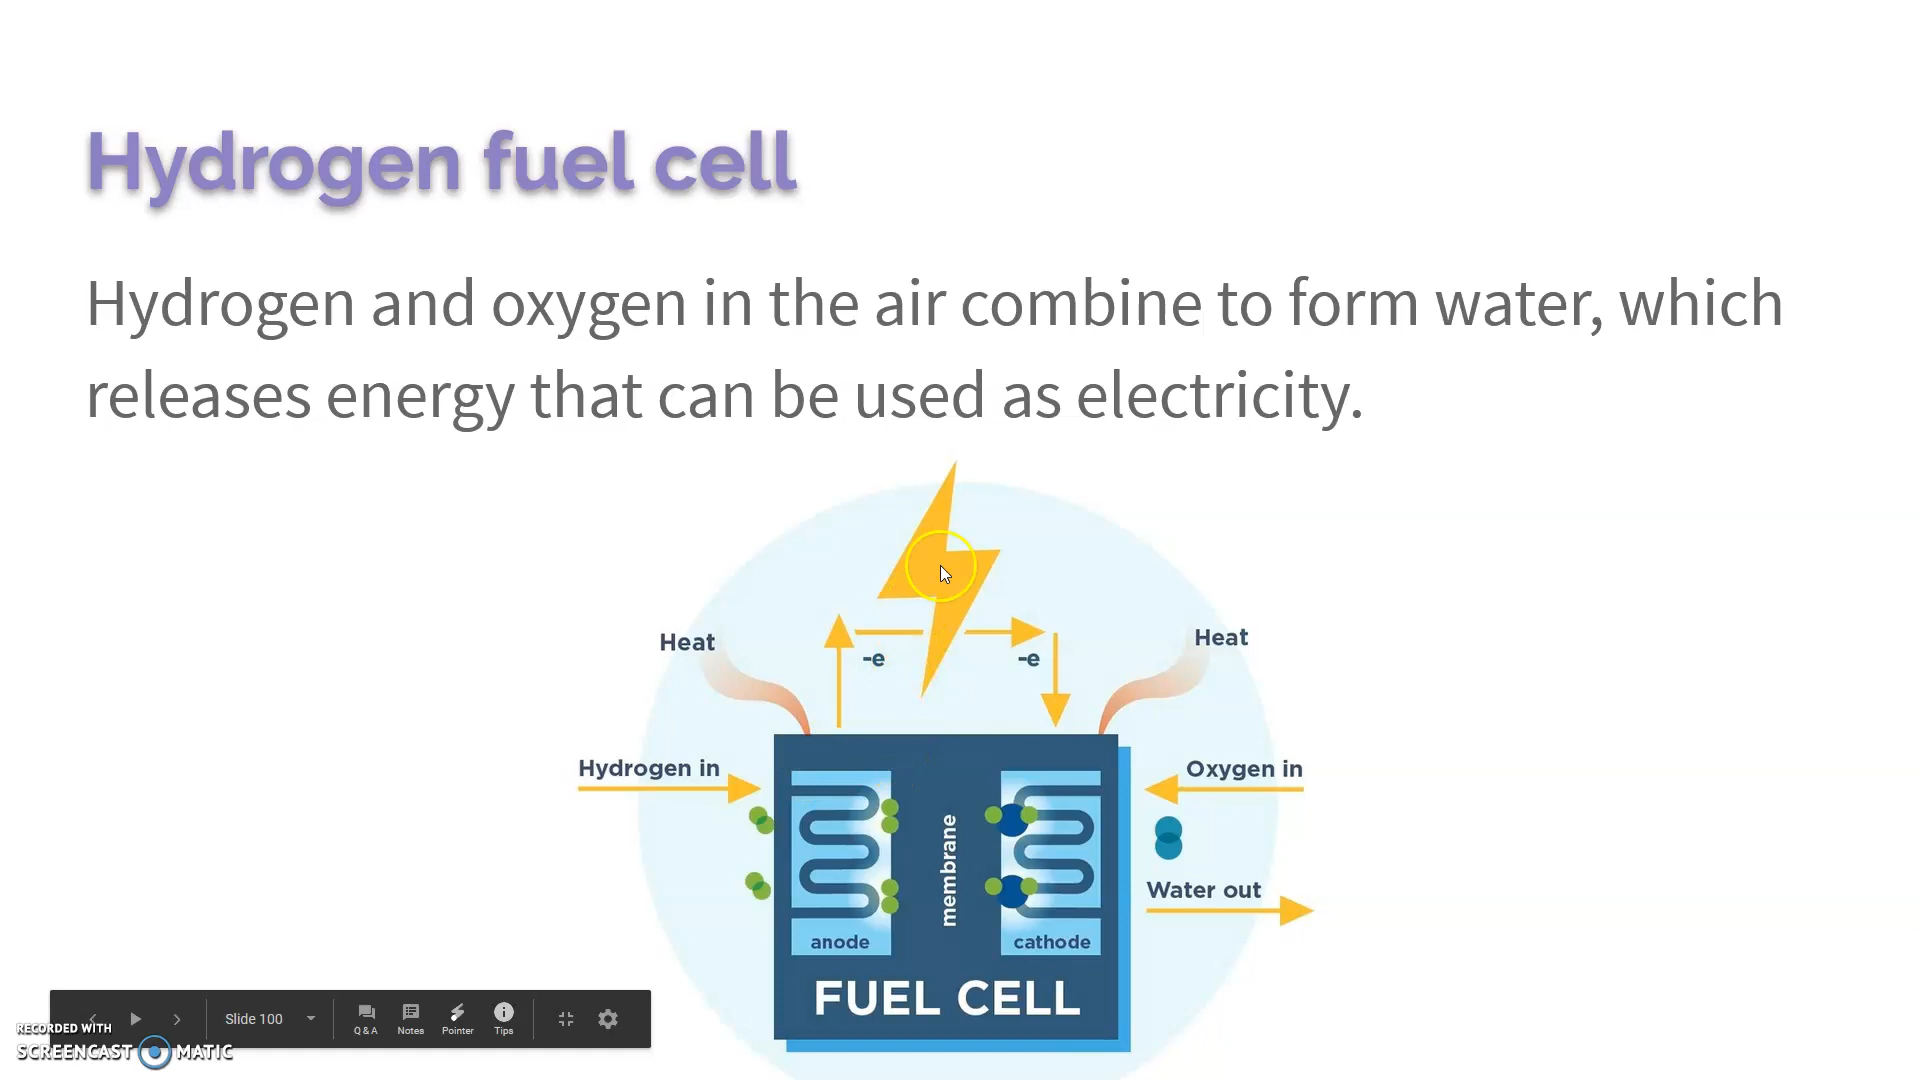 Hydrogen fuel cell
Hydrogen and oxygen in the air combine to form water, which
releases energy that can be used as electricity.
Heat
Heat
-e
-e
Hydrogen in
Oxygen in
membrane
Water out
anode
cathode
FUEL CELL
Slide 100
Q & A
Notes
Pointer
Tips
RECORDED WITH
SCREENCAST MATIC